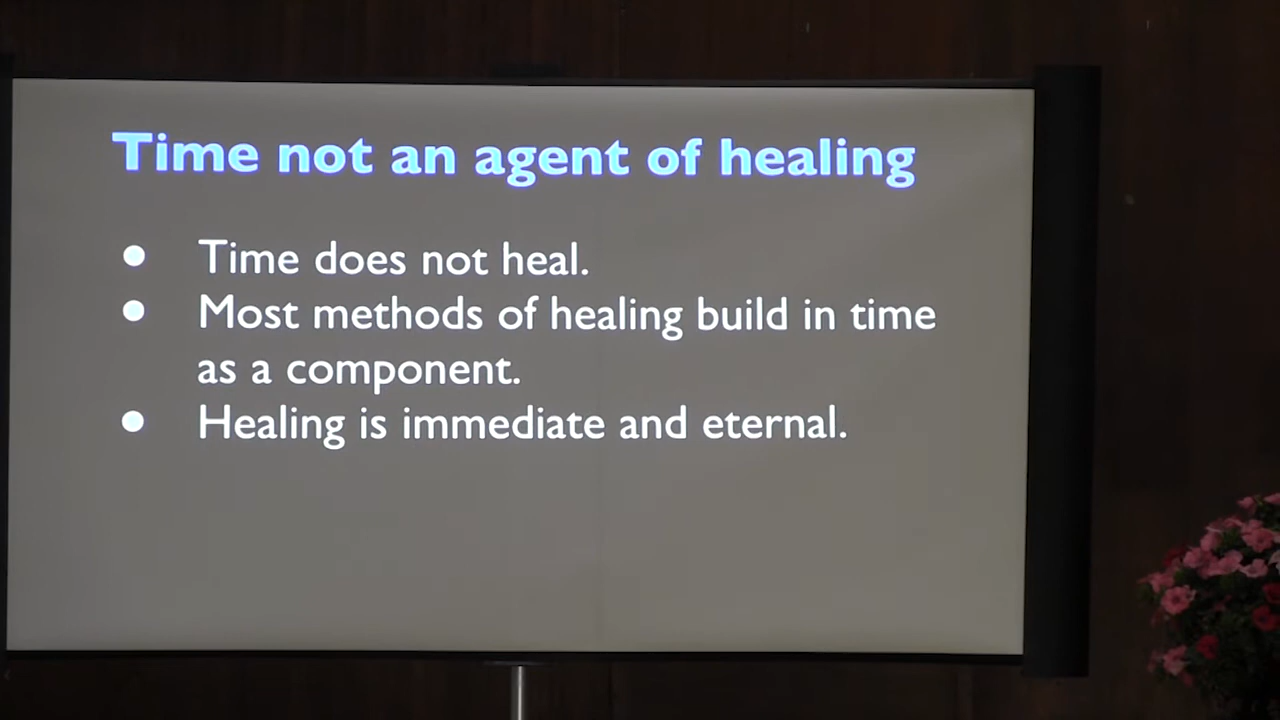 Time not an agent of healing
● Time does not heal.
● Most methods of healing build in time
as a component.
● Healing is immediate and eternal.